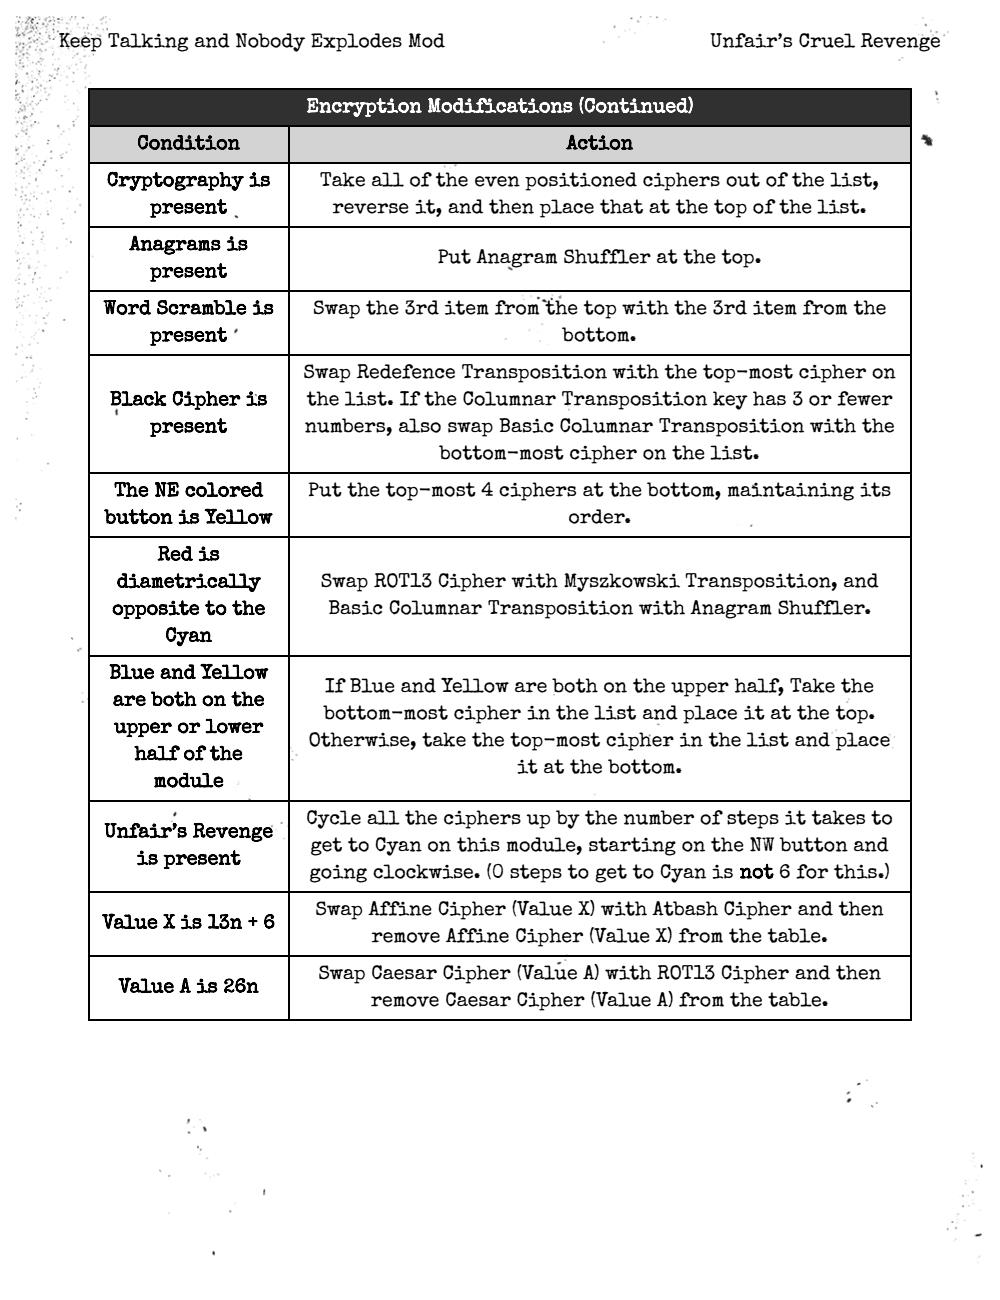 Keep Talking and Nobody Explodes Mod
Unfair's Cruel Revenge
Encryption Modifications (Continued)
Condition
Action
Cryptography is
present
Take all of the even positioned ciphers out of the list,
reverse it, and then place that at the top of the list.
Anagrams is
present
Put Anagram Shuffler at the top.
Word Scramble is
present
Swap the 3rd item from the top with the 3rd item from the
bottom.
Black Cipher is
present
Swap Redefence Transposition with the top-most cipher on
the list. If the Columnar Transposition key has 3 or fewer
numbers, also swap Basic Columnar Transposition with the
bottom-most cipher on the list.
The NE colored
button is Yellow
Put the top-most 4 ciphers at the bottom, maintaining its
order.
Red is
diametrically
opposite to the
Cyan
Swap ROT13 Cipher with Myszkowski Transposition, and
Basic Columnar Transposition with Anagram Shuffler.
Blue and Yellow
are both on the
upper or lower
half of the
module
If Blue and Yellow are both on the upper half, Take the
bottom-most cipher in the list and place it at the top.
Otherwise, take the top-most cipher in the list and place
it at the bottom.
Unfair's Revenge
is present
Cycle all the ciphers up by the number of steps it takes to
get to Cyan on this module, starting on the NW button and
going clockwise. (0 steps to get to Cyan is not 6 for this.)
Value X is 13n + 6
Swap Affine Cipher (Value X) with Atbash Cipher and then
remove Affine Cipher (Value X) from the table.
Value A is 26n
Swap Caesar Cipher (Value A) with ROT13 Cipher and then
remove Caesar Cipher (Value A) from the table.